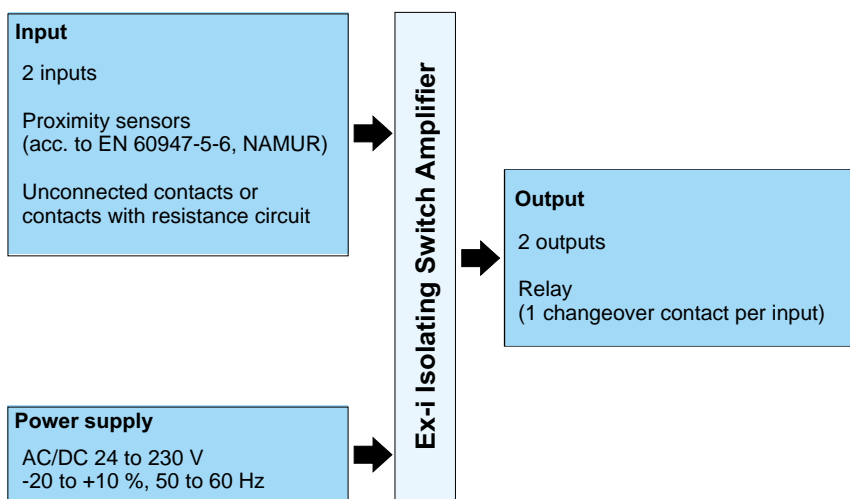 Input
2 inputs
Proximity sensors
(acc. to EN 60947-5-6, NAMUR)
Unconnected contacts or
contacts with resistance circuit
Power supply
AC/DC 24 to 230 V
-20 to +10 %, 50 to 60 Hz
Ex-i Isolating Switch Amplifier
Output
2 outputs
Relay
(1 changeover contact per input)